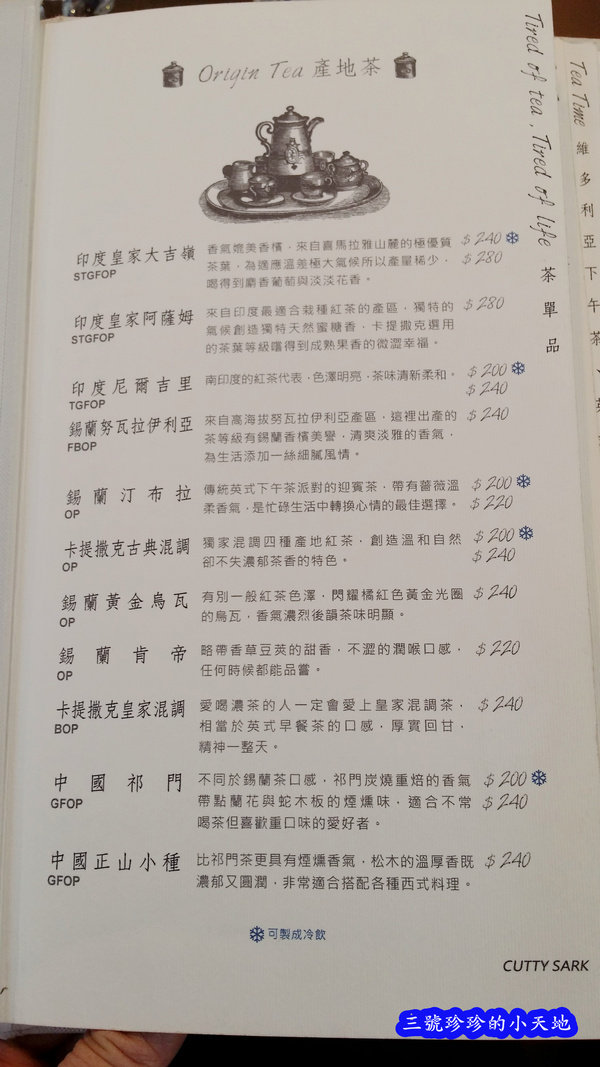 Origin Tea 產地茶
印度皇家大吉嶺
STGFOP
香氣媲美香檳，來自喜馬拉雅山麓的極優質
茶葉，為適應溫差極大氣候所以產量稀少，
喝得到麝香葡萄與淡淡花香。
$240
$280
印度皇家阿薩姆
STGFOP
來自印度最適合栽種紅茶的產區，獨特的
氣候創造獨特天然蜜糖香，卡提撒克選用
的茶葉等級嚐得到成熟果香的微澀幸福。
$280
印度尼爾吉里
TGFOP
南印度的紅茶代表，色澤明亮，茶味清新柔和。
$200
$240
錫蘭努瓦拉伊利亞
FBOP
來自高海拔努瓦拉伊利亞產區，這裡出產的
茶等級有錫蘭香檳美譽，清爽淡雅的香氣，
為生活添加一絲細膩風情。
$240
錫蘭汀布拉
OP
傳統英式下午茶派對的迎賓茶，帶有薔薇溫
柔香氣，是忙碌生活中轉換心情的最佳選擇。
$200
$220
卡提撒克古典混調
OP
獨家混調四種產地紅茶，創造溫和自然
卻不失濃郁茶香的特色。
$200
$240
錫蘭黃金烏瓦
OP
有別一般紅茶色澤，閃耀橘紅色黃金光圈
的烏瓦，香氣濃烈後韻茶味明顯。
$240
錫蘭肯帝
OP
略帶香草豆莢的甜香，不澀的潤喉口感，
任何時候都能品嘗。
$220
卡提撒克皇家混調
BOP
愛喝濃茶的人一定會愛上皇家混調茶，
相當於英式早餐茶的口感，厚實回甘，
精神一整天。
$240
中國祁門
GFOP
不同於錫蘭茶口感，祁門炭燒重焙的香氣
帶點蘭花與蛇木板的煙燻味，適合不常
喝茶但喜歡重口味的愛好者。
$200
$240
中國正山小種
GFOP
比祁門茶更具有煙燻香氣，松木的溫厚香既
濃郁又圓潤，非常適合搭配各種西式料理。
$240
可製成冷飲
CUTTY SARK
Tired of tea , Tired of life 茶單品
Tea Time 維多利亞下午茶
三號珍珍的小天地